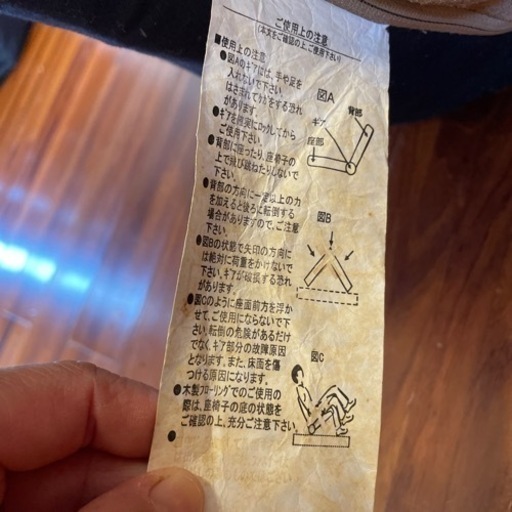 ご使用上の注意
(本文をご確認の上、ご使用下さい)
■使用上の注意
●図Aのギアには、手や足を
入れないで下さい
はさまれてケガをする恐れ
があります。
●ギアを確実にロックしてから
ご使用下さい。
●背部に座ったり、座椅子の
上で飛び跳ねたりしないで
下さい。
●背部の方向に一定以上の力
を加えると後ろに転倒する
場合がありますので、ご注意
下さい。
●図Bの状態で矢印の方向に
は絶対に荷重をかけないで
下さい。ギアが破損する恐れ
があります。
●図Cのように座面前方を浮か
せて、ご使用にならないで下
さい。転倒の危険があるだけ
でなく、ギア部分の故障原因
となります。また、床面を傷
つける原因になります。
●木製フローリングでのご使用の
際は、座椅子の底の状態を
ご確認の上、充分ご注意下さい。
●
図A
背部
ギア
座部
図B
図C